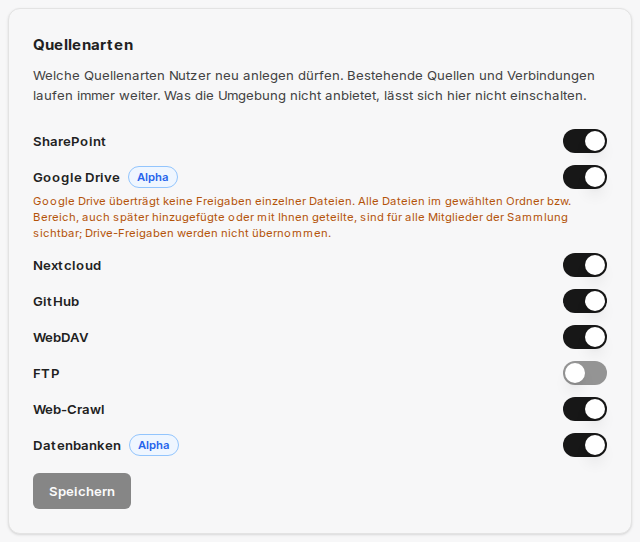 Quellenarten
Welche Quellenarten Nutzer neu anlegen dürfen. Bestehende Quellen und Verbindungen
laufen immer weiter. Was die Umgebung nicht anbietet, lässt sich hier nicht einschalten.
SharePoint
Google Drive Alpha
Google Drive überträgt keine Freigaben einzelner Dateien. Alle Dateien im gewählten Ordner bzw.
Bereich, auch später hinzugefügte oder mit Ihnen geteilte, sind für alle Mitglieder der Sammlung
sichtbar; Drive-Freigaben werden nicht übernommen.
Nextcloud
GitHub
WebDAV
FTP
Web-Crawl
Datenbanken Alpha
Speichern